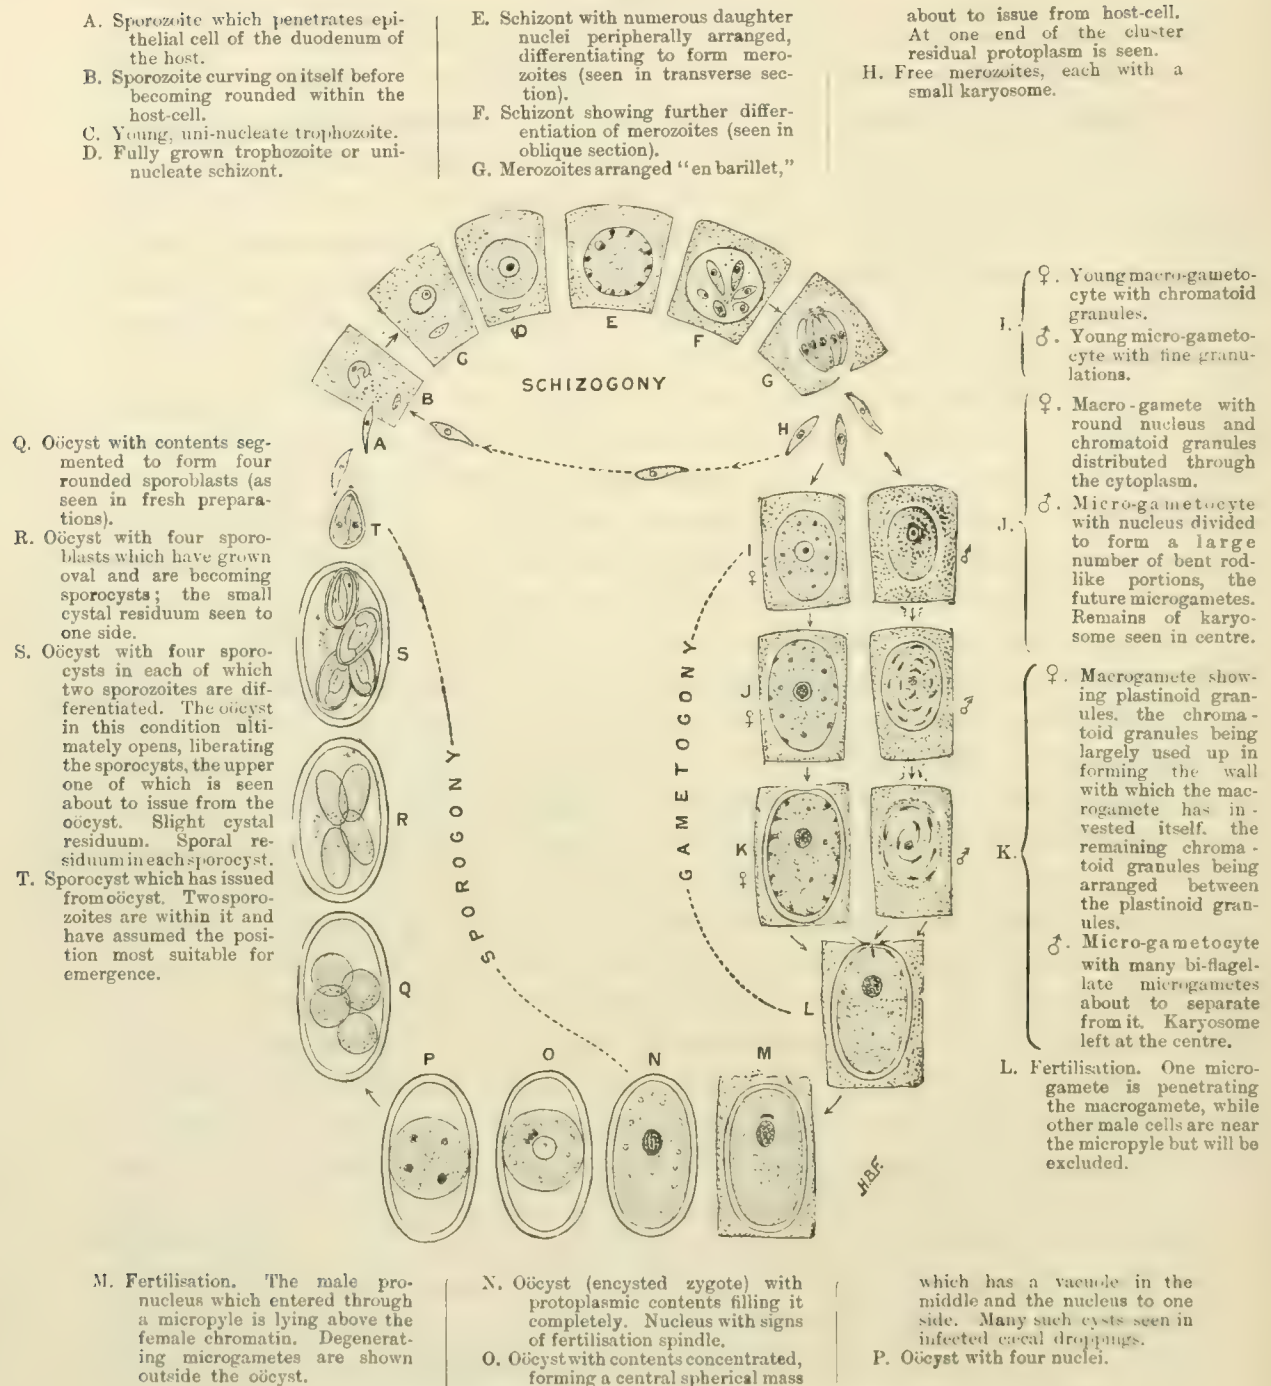 A. Sporozoite which penetrates epi-
thelial cell of the duodenum of
the host.
B. Sporozoite curving on itself before
becoming rounded within the
host-cell.
C. Young, uni-nucleate trophozoite.
D. Fully grown trophozoite or uni-
nucleate schizont.
E. Schizont with numerous daughter
nuclei peripherally arranged,
differentiating to form mero-
zoites (seen in transverse sec-
tion).
F. Schizont showing further differ-
entiation of merozoites (seen in
oblique section).
G. Merozoites arranged "en barillet,"
about to issue from host-cell.
At one end of the cluster
residual protoplasm is seen.
H. Free merozoites, each with a
small karyosome.
SCHIZOGONY
A
B
C
D
E
F
G
H
I ♀
♂
J ♀
♂
K ♀
♂
L
M
N
O
P
Q
R
S
T
SPOROGONY
GAMETOGONY
H.B.F.
Q. Oöcyst with contents seg-
mented to form four
rounded sporoblasts (as
seen in fresh prepara-
tions).
R. Oöcyst with four sporo-
blasts which have grown
oval and are becoming
sporocysts; the small
cystal residuum seen to
one side.
S. Oöcyst with four sporo-
cysts in each of which
two sporozoites are dif-
ferentiated. The oöcyst
in this condition ulti-
mately opens, liberating
the sporocysts, the upper
one of which is seen
about to issue from the
oöcyst. Slight cystal
residuum. Sporal re-
siduum in each sporocyst.
T. Sporocyst which has issued
from oöcyst. Two sporo-
zoites are within it and
have assumed the posi-
tion most suitable for
emergence.
I. ♀. Young macro-gameto-
cyte with chromatoid
granules.
♂. Young micro-gameto-
cyte with fine granu-
lations.
J. ♀. Macro-gamete with
round nucleus and
chromatoid granules
distributed through
the cytoplasm.
♂. Micro-gametocyte
with nucleus divided
to form a large
number of bent rod-
like portions, the
future microgametes.
Remains of karyo-
some seen in centre.
K. ♀. Macrogamete show-
ing plastinoid gran-
ules, the chroma-
toid granules being
largely used up in
forming the wall
with which the mac-
rogamete has in-
vested itself, the
remaining chroma-
toid granules being
arranged between
the plastinoid gran-
ules.
♂. Micro-gametocyte
with many bi-flagel-
late microgametes
about to separate
from it. Karyosome
left at the centre.
L. Fertilisation. One micro-
gamete is penetrating
the macrogamete, while
other male cells are near
the micropyle but will be
excluded.
M. Fertilisation. The male pro-
nucleus which entered through
a micropyle is lying above the
female chromatin. Degenerat-
ing microgametes are shown
outside the oöcyst.
N. Oöcyst (encysted zygote) with
protoplasmic contents filling it
completely. Nucleus with signs
of fertilisation spindle.
O. Oöcyst with contents concentrated,
forming a central spherical mass
which has a vacuole in the
middle and the nucleus to one
side. Many such cysts seen in
infected cæcal droppings.
P. Oöcyst with four nuclei.